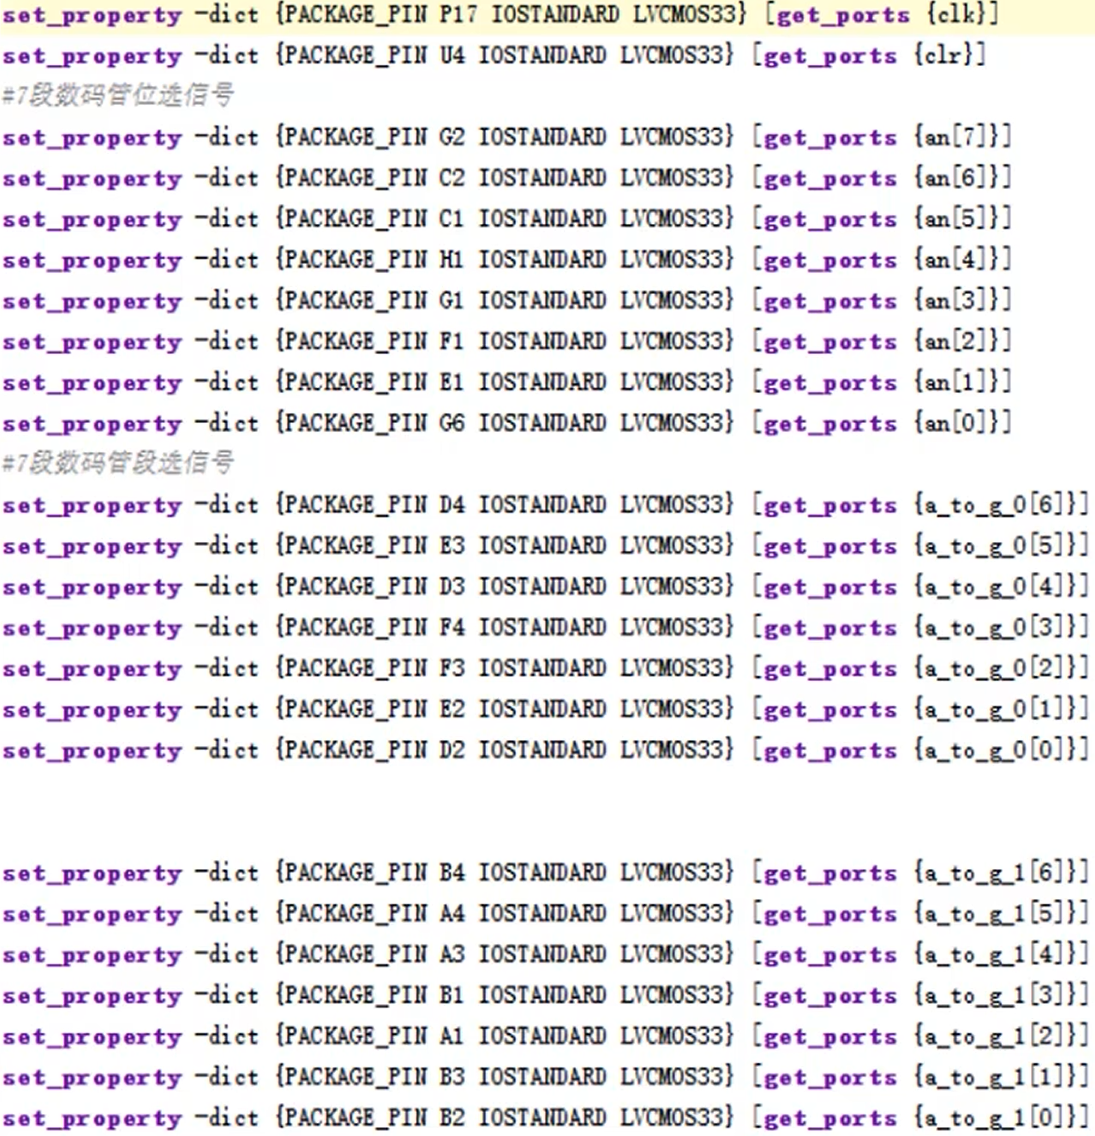 set_property -dict {PACKAGE_PIN P17 IOSTANDARD LVCMOS33} [get_ports {clk}]
set_property -dict {PACKAGE_PIN U4 IOSTANDARD LVCMOS33} [get_ports {clr}]
#7段数码管位选信号
set_property -dict {PACKAGE_PIN G2 IOSTANDARD LVCMOS33} [get_ports {an[7]}]
set_property -dict {PACKAGE_PIN C2 IOSTANDARD LVCMOS33} [get_ports {an[6]}]
set_property -dict {PACKAGE_PIN C1 IOSTANDARD LVCMOS33} [get_ports {an[5]}]
set_property -dict {PACKAGE_PIN H1 IOSTANDARD LVCMOS33} [get_ports {an[4]}]
set_property -dict {PACKAGE_PIN G1 IOSTANDARD LVCMOS33} [get_ports {an[3]}]
set_property -dict {PACKAGE_PIN F1 IOSTANDARD LVCMOS33} [get_ports {an[2]}]
set_property -dict {PACKAGE_PIN E1 IOSTANDARD LVCMOS33} [get_ports {an[1]}]
set_property -dict {PACKAGE_PIN G6 IOSTANDARD LVCMOS33} [get_ports {an[0]}]
#7段数码管段选信号
set_property -dict {PACKAGE_PIN D4 IOSTANDARD LVCMOS33} [get_ports {a_to_g_0[6]}]
set_property -dict {PACKAGE_PIN E3 IOSTANDARD LVCMOS33} [get_ports {a_to_g_0[5]}]
set_property -dict {PACKAGE_PIN D3 IOSTANDARD LVCMOS33} [get_ports {a_to_g_0[4]}]
set_property -dict {PACKAGE_PIN F4 IOSTANDARD LVCMOS33} [get_ports {a_to_g_0[3]}]
set_property -dict {PACKAGE_PIN F3 IOSTANDARD LVCMOS33} [get_ports {a_to_g_0[2]}]
set_property -dict {PACKAGE_PIN E2 IOSTANDARD LVCMOS33} [get_ports {a_to_g_0[1]}]
set_property -dict {PACKAGE_PIN D2 IOSTANDARD LVCMOS33} [get_ports {a_to_g_0[0]}]
set_property -dict {PACKAGE_PIN B4 IOSTANDARD LVCMOS33} [get_ports {a_to_g_1[6]}]
set_property -dict {PACKAGE_PIN A4 IOSTANDARD LVCMOS33} [get_ports {a_to_g_1[5]}]
set_property -dict {PACKAGE_PIN A3 IOSTANDARD LVCMOS33} [get_ports {a_to_g_1[4]}]
set_property -dict {PACKAGE_PIN B1 IOSTANDARD LVCMOS33} [get_ports {a_to_g_1[3]}]
set_property -dict {PACKAGE_PIN A1 IOSTANDARD LVCMOS33} [get_ports {a_to_g_1[2]}]
set_property -dict {PACKAGE_PIN B3 IOSTANDARD LVCMOS33} [get_ports {a_to_g_1[1]}]
set_property -dict {PACKAGE_PIN B2 IOSTANDARD LVCMOS33} [get_ports {a_to_g_1[0]}]